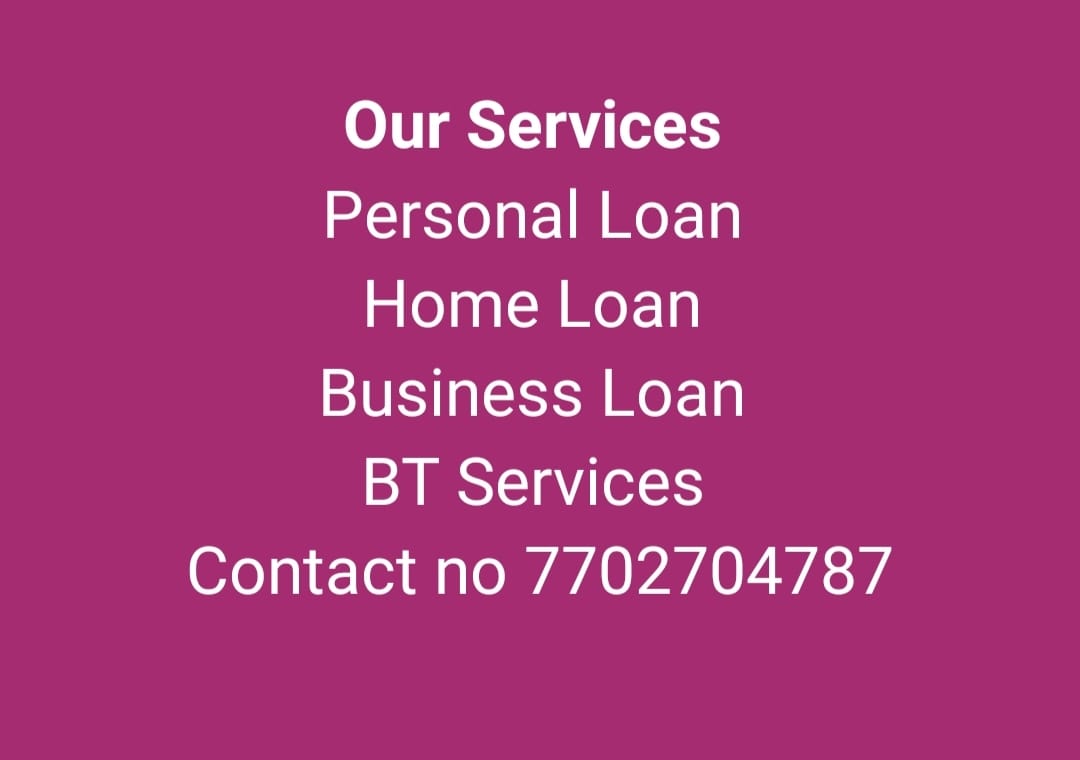 Our Services
Personal Loan
Home Loan
Business Loan
BT Services
Contact no 7702704787